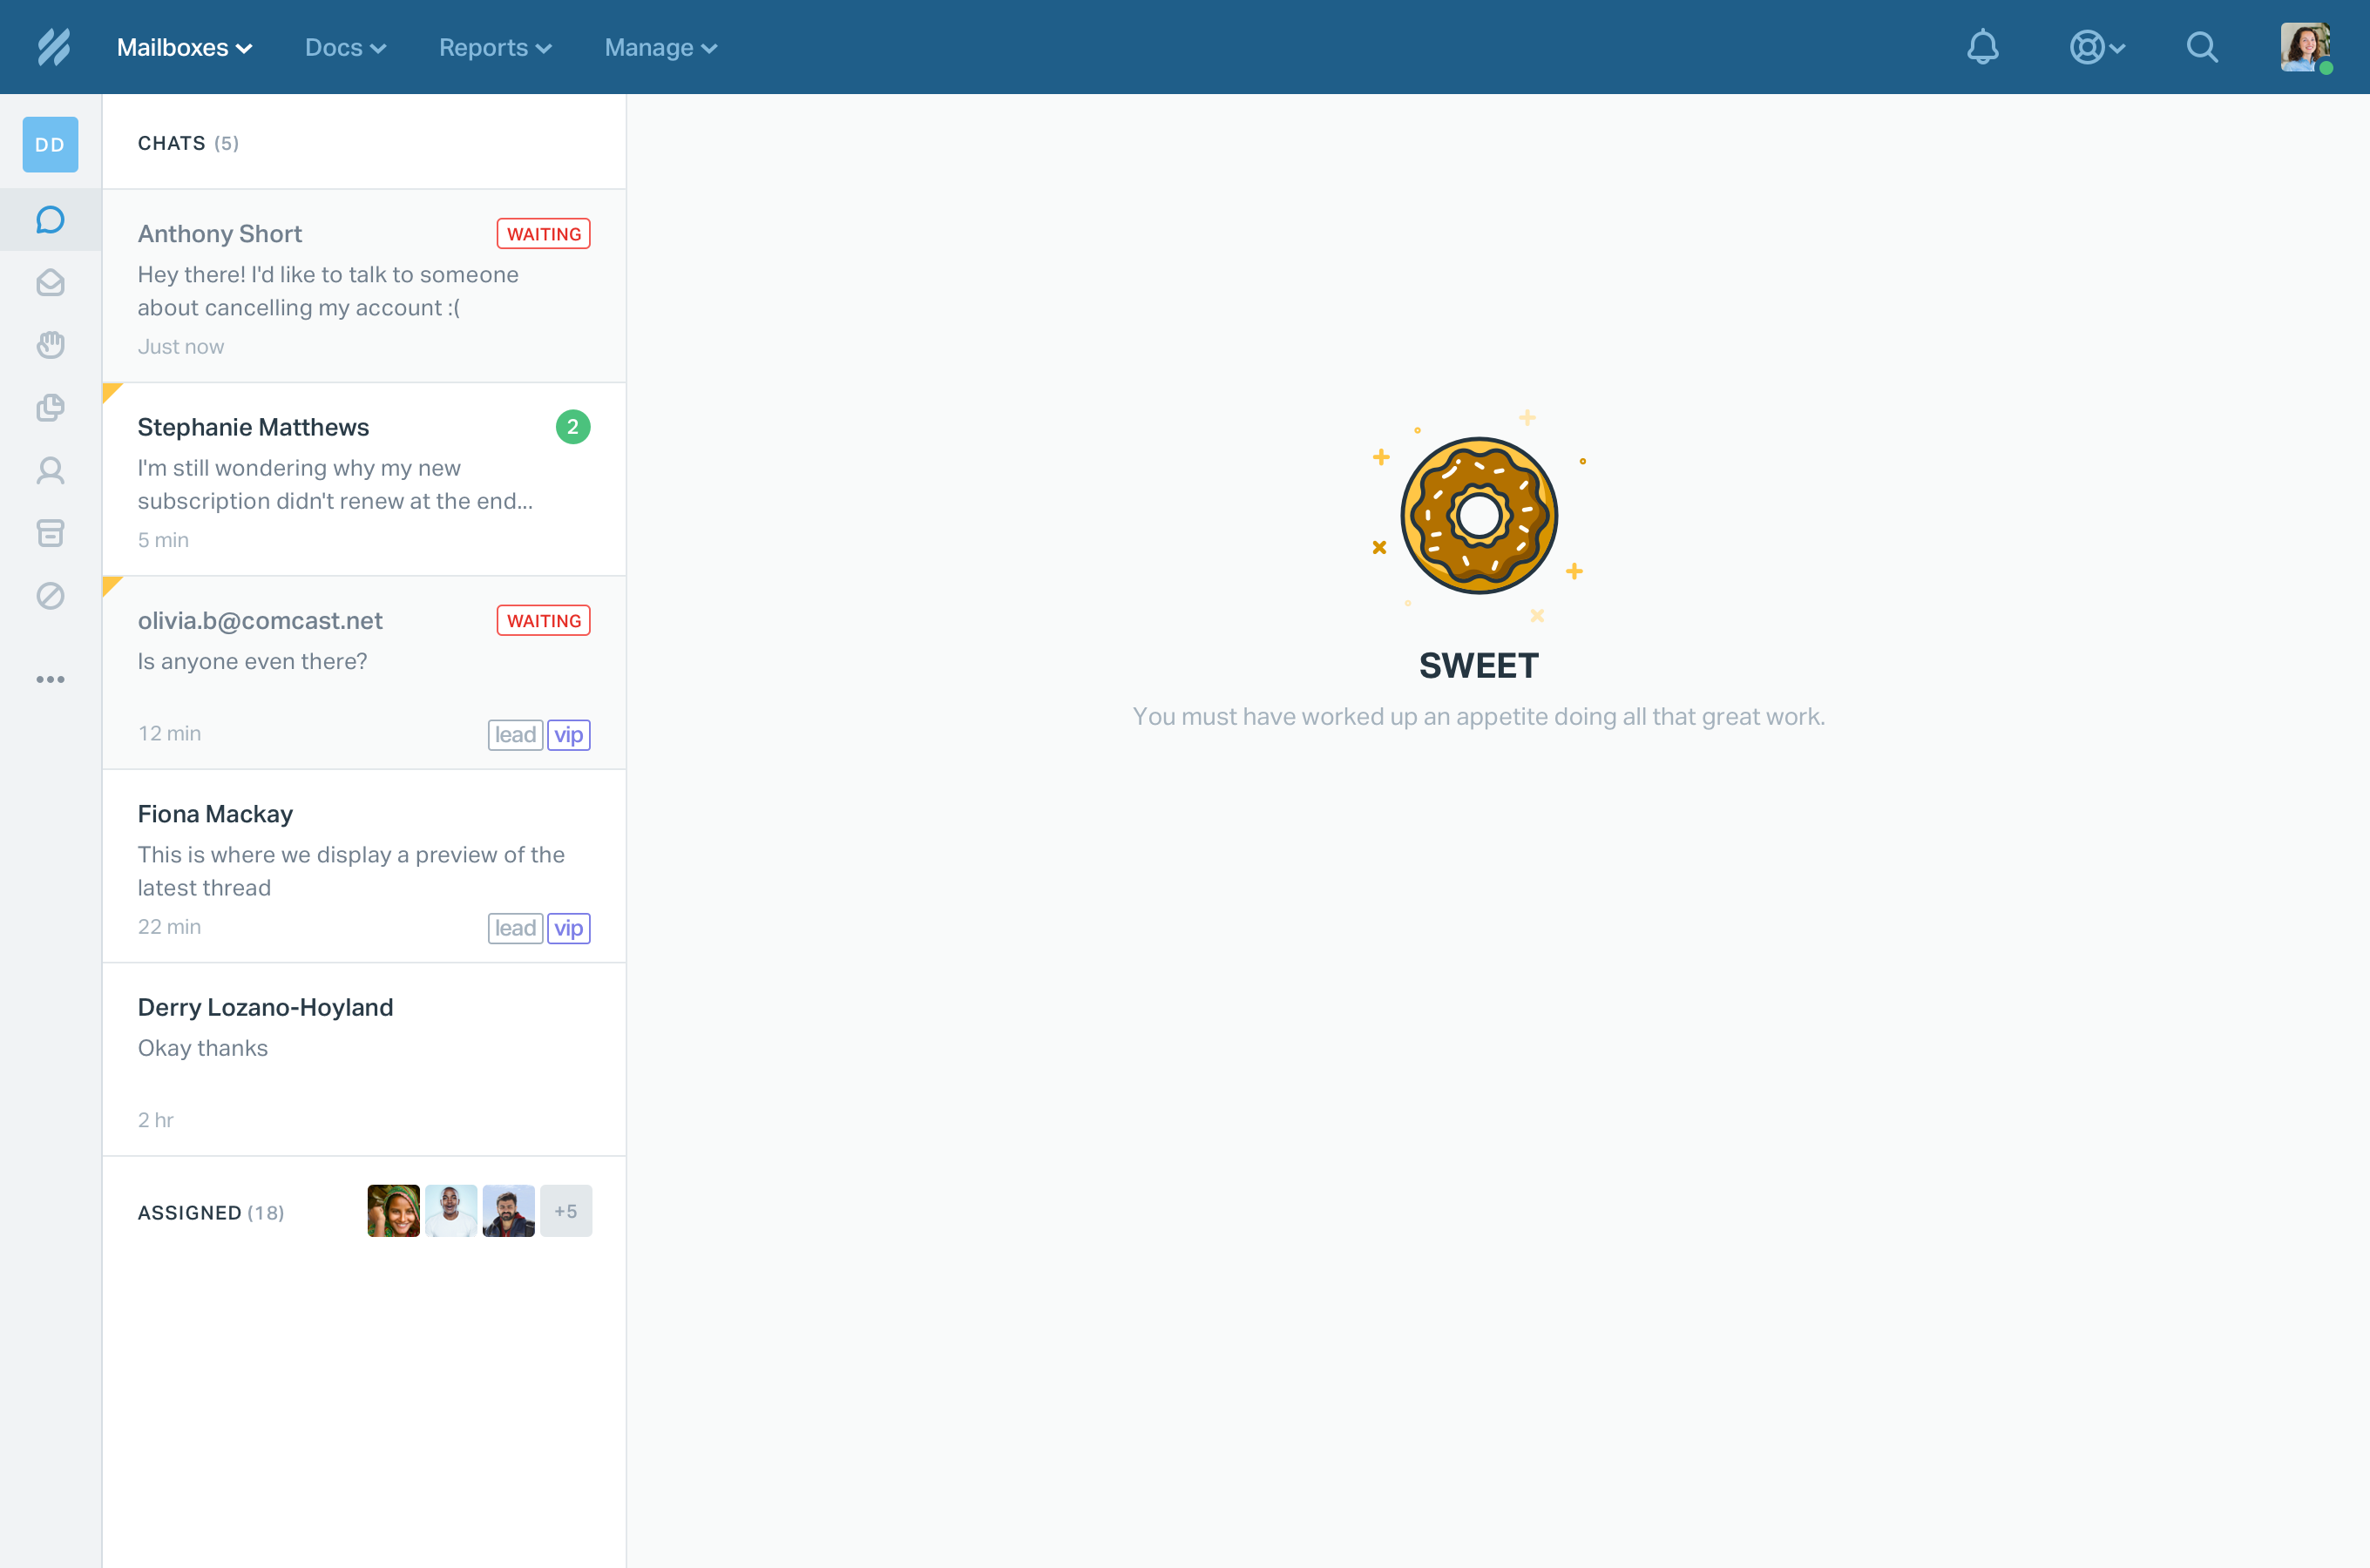 Mailboxes Docs Reports Manage
DD
CHATS (5)
Anthony Short WAITING
Hey there! I'd like to talk to someone
about cancelling my account :(
Just now
Stephanie Matthews 2
I'm still wondering why my new
subscription didn't renew at the end...
5 min
olivia.b@comcast.net WAITING
Is anyone even there?
12 min lead vip
Fiona Mackay
This is where we display a preview of the
latest thread
22 min lead vip
Derry Lozano-Hoyland
Okay thanks
2 hr
ASSIGNED (18) +5
SWEET
You must have worked up an appetite doing all that great work.